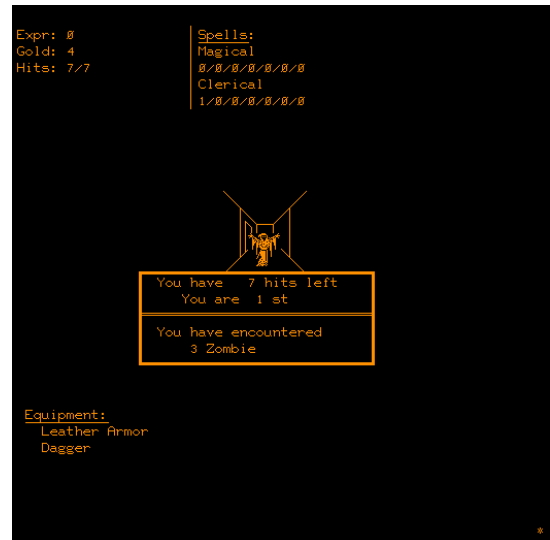 Expr: 0
Gold: 4
Hits: 7/7
Spells:
Magical
0/0/0/0/0/0/0
Clerical
1/0/0/0/0/0/0
You have 7 hits left
You are 1 st
You have encountered
3 Zombie
Equipment:
Leather Armor
Dagger
*